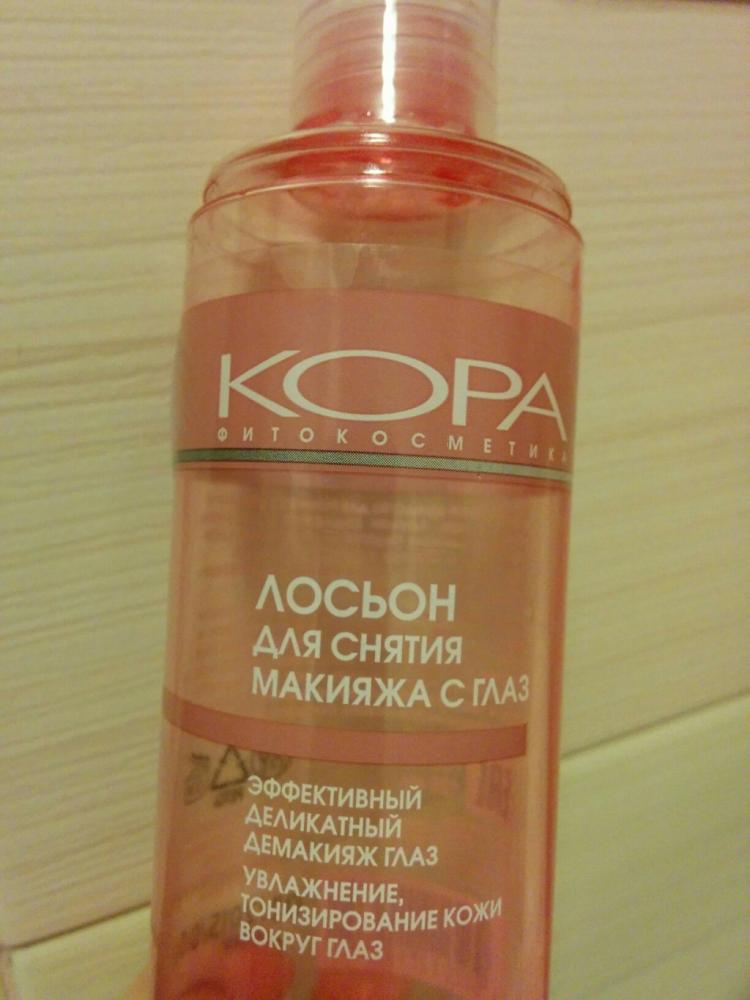 КОРА
ФИТОКОСМЕТИКА
ЛОСЬОН
ДЛЯ СНЯТИЯ
МАКИЯЖА С ГЛАЗ
ЭФФЕКТИВНЫЙ
ДЕЛИКАТНЫЙ
ДЕМАКИЯЖ ГЛАЗ
УВЛАЖНЕНИЕ,
ТОНИЗИРОВАНИЕ КОЖИ
ВОКРУГ ГЛАЗ